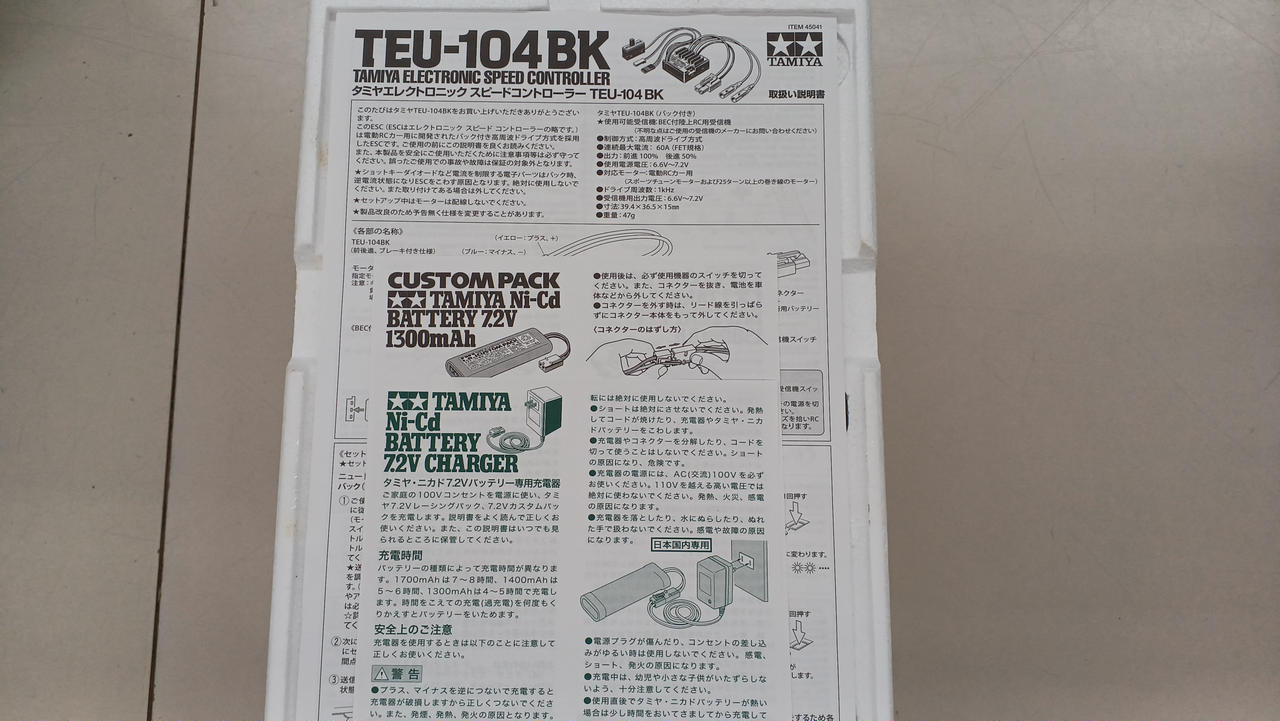 ITEM 45041
TEU-104BK
TAMIYA ELECTRONIC SPEED CONTROLLER
タミヤエレクトロニック スピードコントローラー TEU-104BK
TAMIYA
取扱い説明書
このたびはタミヤTEU-104BKをお買い上げいただきありがとうござい
ます。
このESC (ESCはエレクトロニック スピード コントローラーの略です。)
は電動RCカー用に開発されたバック付き高周波ドライブ方式を採用
したESCです。ご使用の前にこの説明書を良くお読みください。
また、本製品を安全にご使用いただくために注意事項等は必ず守って
ください。誤ったご使用での事故や故障は保証の対象外となります。
★ショットキーダイオードなど電流を制限する電子パーツはバック時、
逆電流状態になりESCをこわす原因となります。絶対に使用しないで
ください。また取り付けてある場合は外してください。
★セットアップ中はモーターは配線しないでください。
★製品改良のため予告無く仕様を変更することがあります。
タミヤTEU-104BK (バック付き)
★使用可能受信機:BEC付陸上RC用受信機
(不明な点はご使用の受信機のメーカーにお問い合わせください)
●制御方式:高周波ドライブ方式
●連続最大電流: 60A (FET規格)
●出力:前進100% 後進50%
●使用電源電圧:6.6V〜7.2V
●対応モーター:電動RCカー用
(スポーツチューンモーターおよび25ターン以上の巻き線のモーター)
●ドライブ周波数:1kHz
●受信機用出力電圧:6.6V〜7.2V
●寸法:39.4×36.5×15mm
●重量:47g
《各部の名称》
TEU-104BK
(前後進、ブレーキ付き仕様)
(イエロー:プラス、+)
(ブルー:マイナス、−)
CUSTOM PACK
TAMIYA Ni-Cd
BATTERY 7.2V
1300mAh
●使用後は、必ず使用機器のスイッチを切って
ください。また、コネクターを抜き、電池を車
体などから外してください。
●コネクターを外す時は、リード線を引っぱら
ずにコネクター本体をもって外してください。
〈コネクターのはずし方〉
TAMIYA
Ni-Cd
BATTERY
7.2V CHARGER
タミヤ・ニカド7.2Vバッテリー専用充電器
ご家庭の100Vコンセントを電源に使い、タミ
ヤ7.2Vレーシングパック、7.2Vカスタムパッ
クを充電します。説明書をよく読んで正しくお
使いください。また、この説明書はいつでも見
られるところに保管してください。
充電時間
バッテリーの種類によって充電時間が異なりま
す。1700mAhは7〜8時間、1400mAhは
5〜6時間、1300mAhは4〜5時間で充電し
ます。時間をこえての充電(過充電)を何度もく
りかえすとバッテリーをいためます。
安全上のご注意
充電器を使用するときは以下のことに注意して
正しくお使いください。
警告
●プラス、マイナスを逆につないで充電すると
充電器が破損しますから正しくつないでくださ
い。また、発煙、発熱、発火の原因となります。
転には絶対に使用しないでください。
●ショートは絶対にさせないでください。発熱
してコードが焼けたり、充電器やタミヤ・ニカ
ドバッテリーをこわします。
●充電器やコネクターを分解したり、コードを
切って使うことはしないでください。ショート
の原因になり、危険です。
●充電器の電源には、AC(交流)100Vを必ず
お使いください。110Vを越える高い電圧では
絶対に使わないでください。発熱、火災、感電
の原因になります。
●充電器を落としたり、水にぬらしたり、ぬれ
た手で扱わないでください。感電や故障の原因
になります。
日本国内専用
●電源プラグが傷んだり、コンセントの差し込
みがゆるい時は使用しないでください。感電、
ショート、発火の原因になります。
●充電中は、幼児や小さな子供がいたずらしな
いよう、十分注意してください。
●使用直後でタミヤ・ニカドバッテリーが熱い
場合は少し時間をおいてさましてから充電して